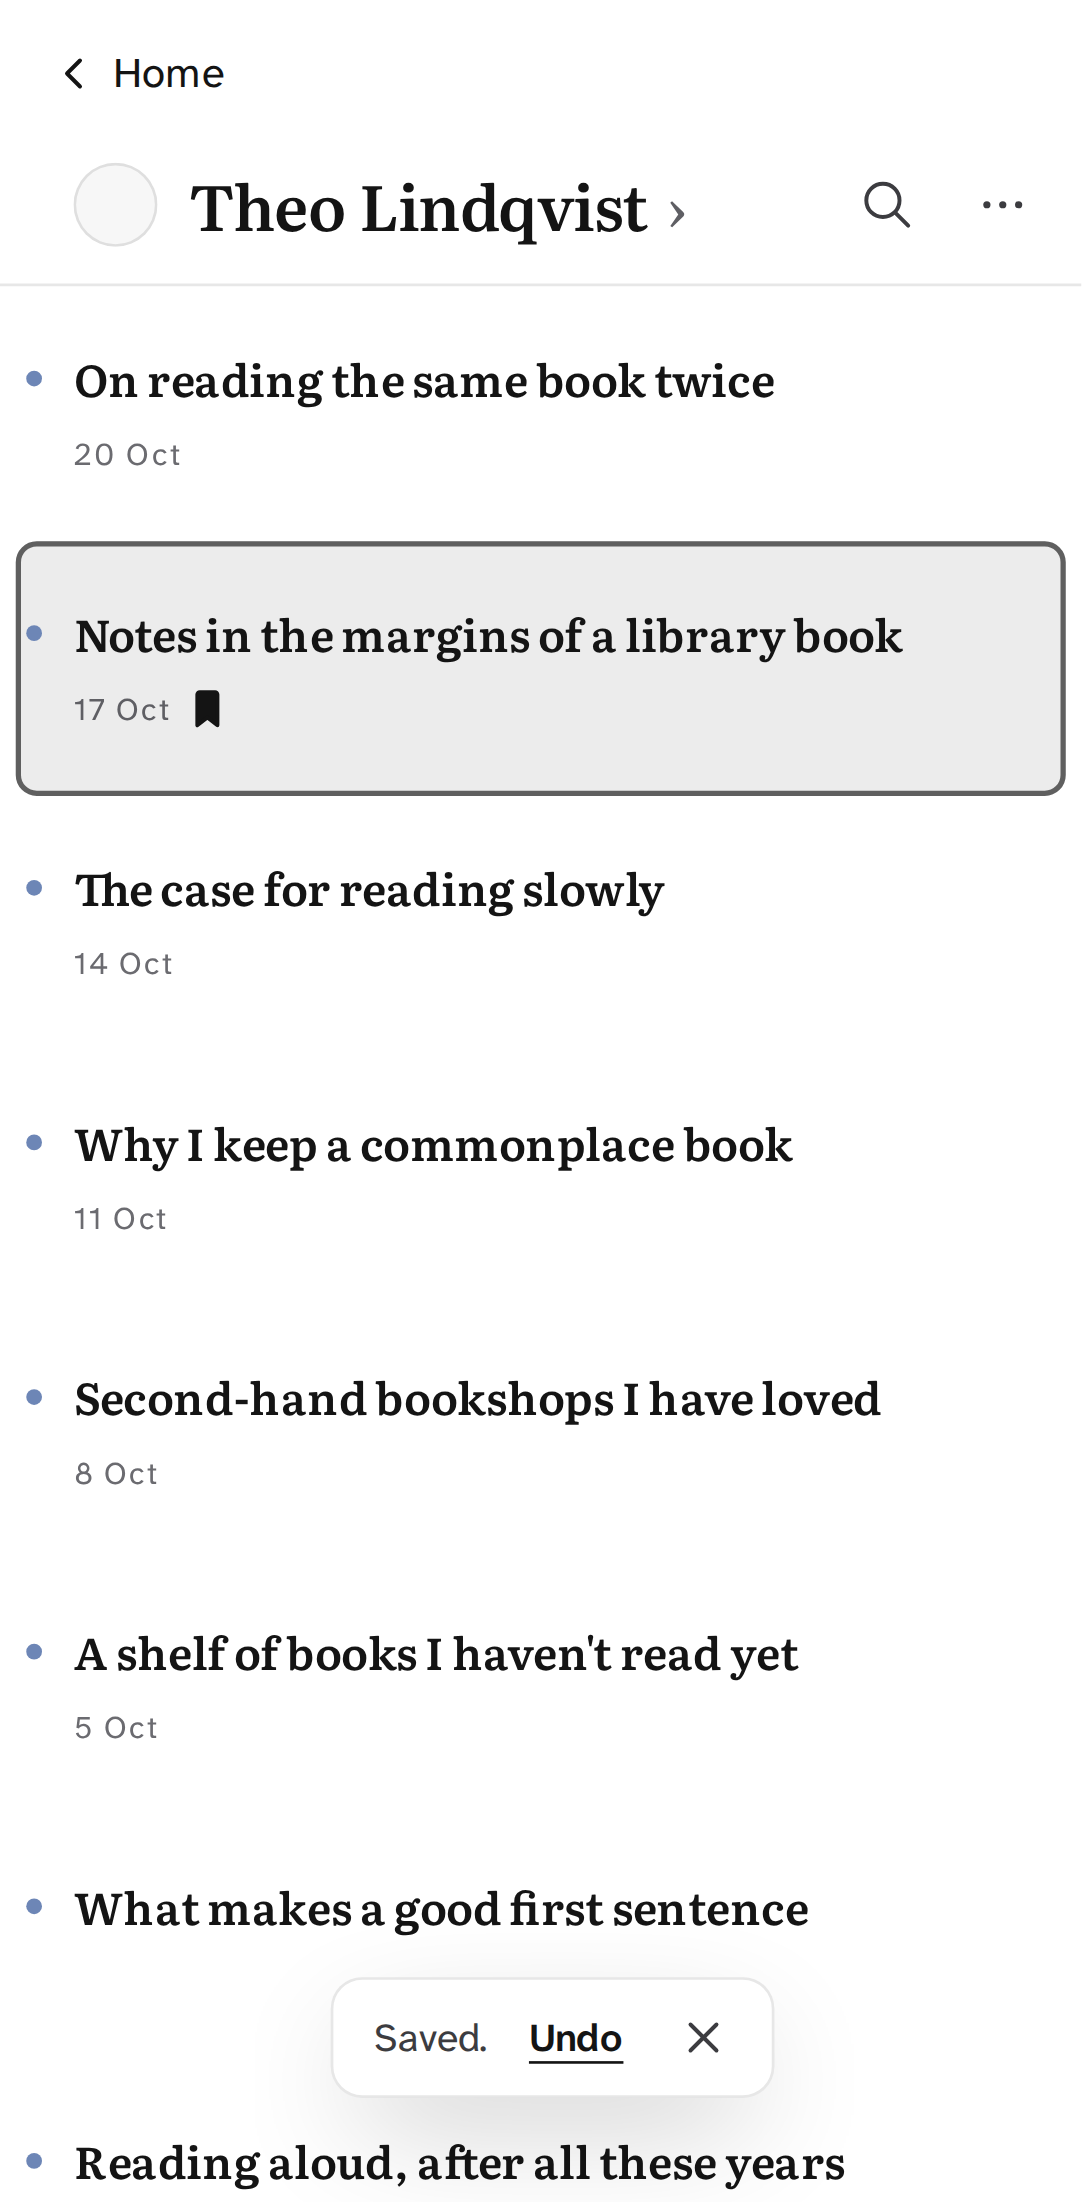 Home
Theo Lindqvist
On reading the same book twice
20 Oct
Notes in the margins of a library book
17 Oct
The case for reading slowly
14 Oct
Why I keep a commonplace book
11 Oct
Second-hand bookshops I have loved
8 Oct
A shelf of books I haven't read yet
5 Oct
What makes a good first sentence
Saved. Undo
Reading aloud, after all these years